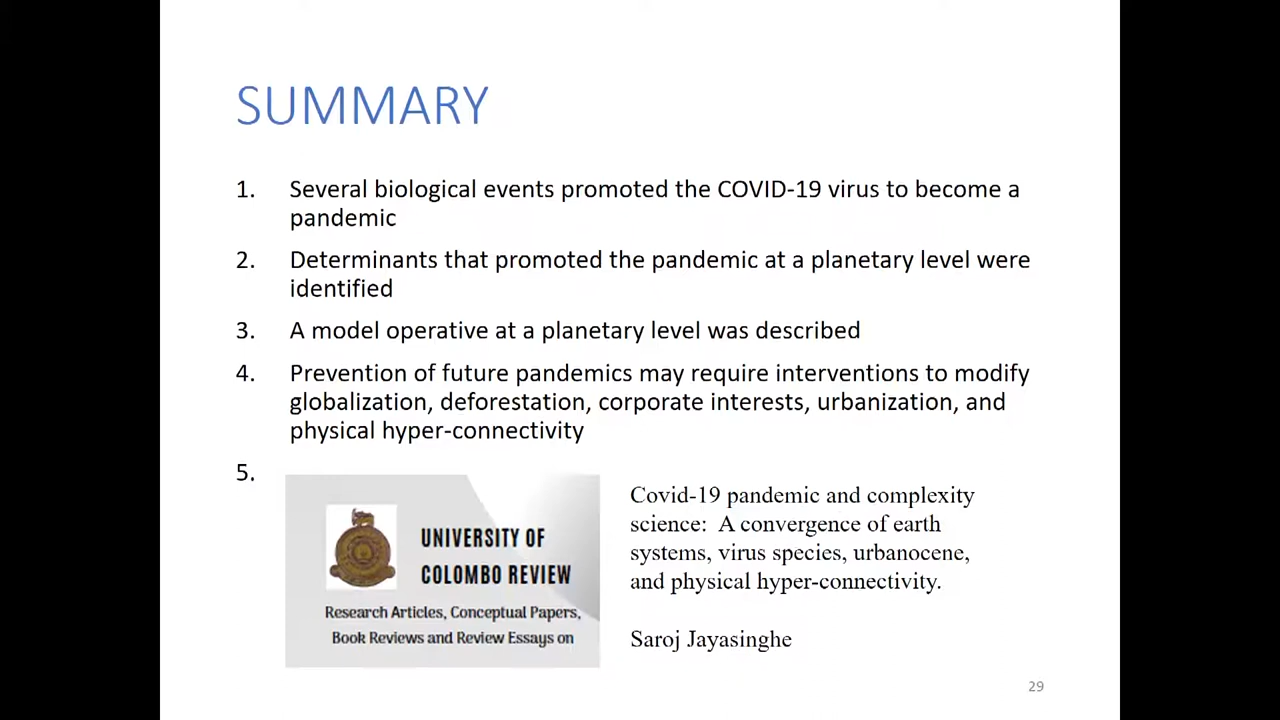 SUMMARY
1. Several biological events promoted the COVID-19 virus to become a
pandemic
2. Determinants that promoted the pandemic at a planetary level were
identified
3. A model operative at a planetary level was described
4. Prevention of future pandemics may require interventions to modify
globalization, deforestation, corporate interests, urbanization, and
physical hyper-connectivity
5.
UNIVERSITY OF
COLOMBO REVIEW
Research Articles, Conceptual Papers,
Book Reviews and Review Essays on
Covid-19 pandemic and complexity
science: A convergence of earth
systems, virus species, urbanocene,
and physical hyper-connectivity.
Saroj Jayasinghe
29